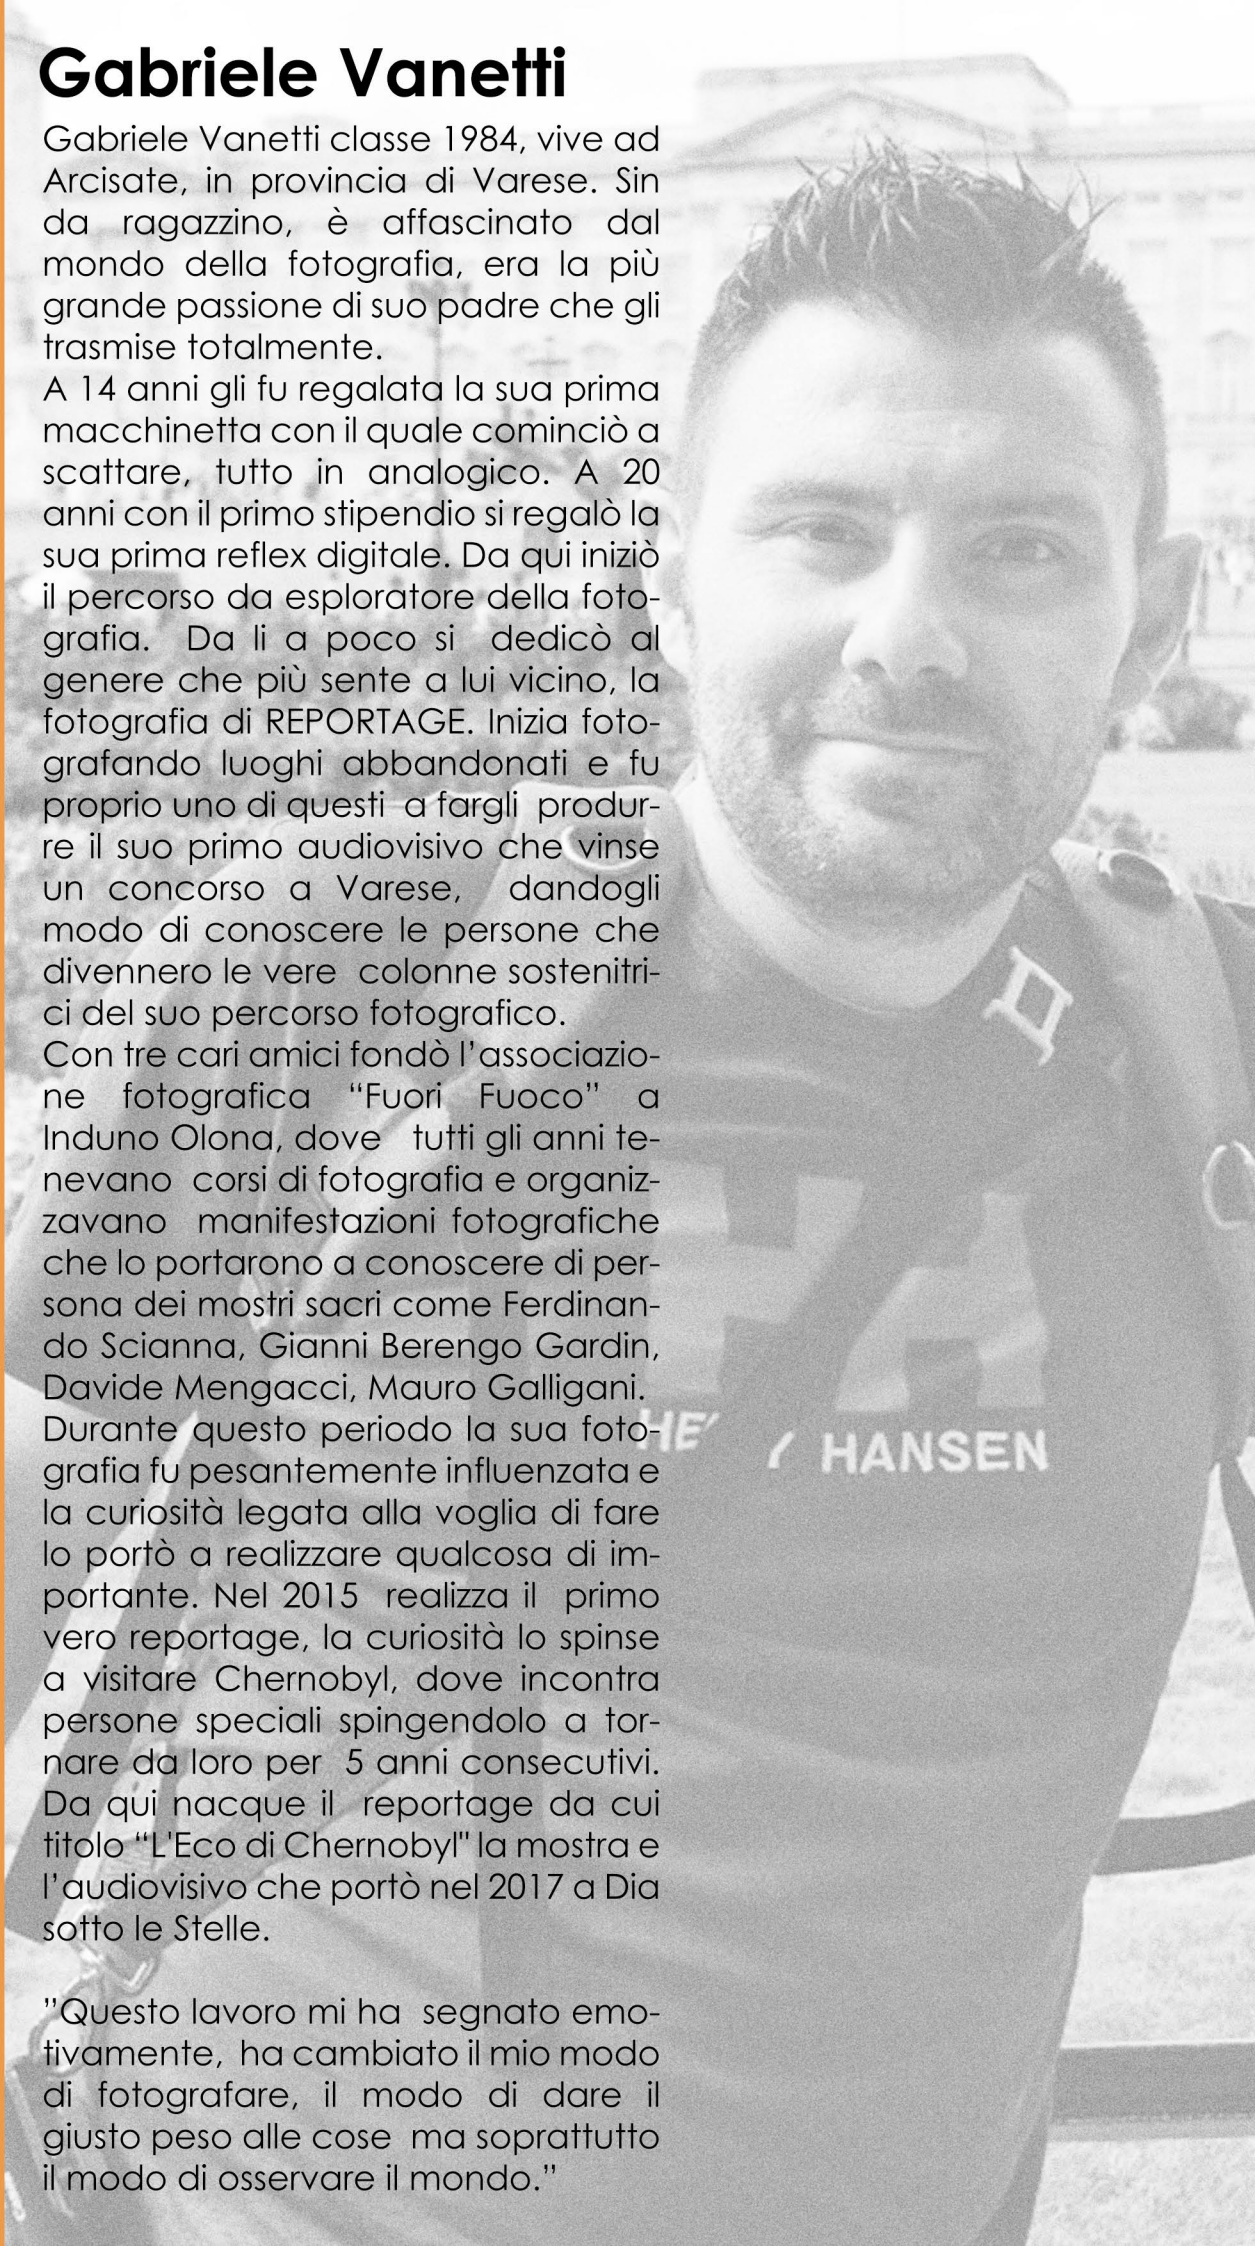 Gabriele Vanetti
Gabriele Vanetti classe 1984, vive ad
Arcisate, in provincia di Varese. Sin
da ragazzino, è affascinato dal
mondo della fotografia, era la più
grande passione di suo padre che gli
trasmise totalmente.
A 14 anni gli fu regalata la sua prima
macchinetta con il quale cominciò a
scattare, tutto in analogico. A 20
anni con il primo stipendio si regalò la
sua prima reflex digitale. Da qui iniziò
il percorso da esploratore della foto-
grafia. Da li a poco si dedicò al
genere che più sente a lui vicino, la
fotografia di REPORTAGE. Inizia foto-
grafando luoghi abbandonati e fu
proprio uno di questi a fargli produr-
re il suo primo audiovisivo che vinse
un concorso a Varese, dandogli
modo di conoscere le persone che
divennero le vere colonne sostenitri-
ci del suo percorso fotografico.
Con tre cari amici fondò l’associazio-
ne fotografica “Fuori Fuoco” a
Induno Olona, dove tutti gli anni te-
nevano corsi di fotografia e organiz-
zavano manifestazioni fotografiche
che lo portarono a conoscere di per-
sona dei mostri sacri come Ferdinan-
do Scianna, Gianni Berengo Gardin,
Davide Mengacci, Mauro Galligani.
Durante questo periodo la sua foto-
grafia fu pesantemente influenzata e
la curiosità legata alla voglia di fare
lo portò a realizzare qualcosa di im-
portante. Nel 2015 realizza il primo
vero reportage, la curiosità lo spinse
a visitare Chernobyl, dove incontra
persone speciali spingendolo a tor-
nare da loro per 5 anni consecutivi.
Da qui nacque il reportage da cui
titolo “L'Eco di Chernobyl" la mostra e
l’audiovisivo che portò nel 2017 a Dia
sotto le Stelle.
”Questo lavoro mi ha segnato emo-
tivamente, ha cambiato il mio modo
di fotografare, il modo di dare il
giusto peso alle cose ma soprattutto
il modo di osservare il mondo.”
HANSEN